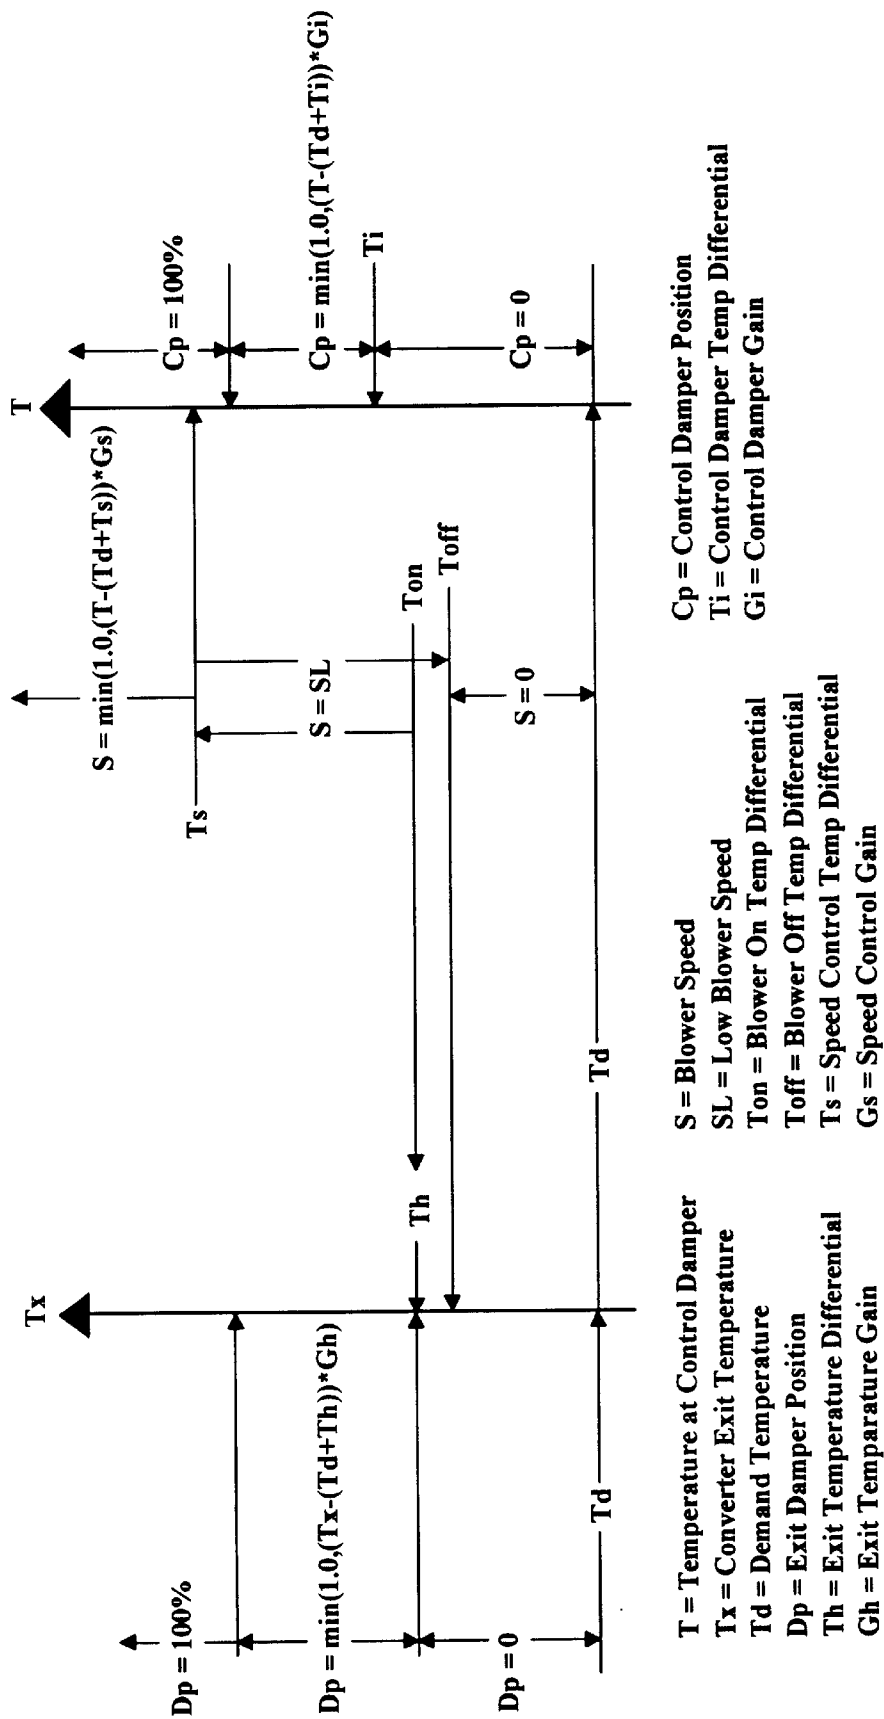 Tx
T
Dp = 100%
Dp = min(1.0,(Tx-(Td+Th))*Gh)
Dp = 0
Td
Th
Td
Ts
S = min(1.0,(T-(Td+Ts))*Gs)
S = SL
Ton
Toff
S = 0
Cp = 100%
Cp = min(1.0,(T-(Td+Ti))*Gi)
Ti
Cp = 0
T = Temperature at Control Damper
Tx = Converter Exit Temperature
Td = Demand Temperature
Dp = Exit Damper Position
Th = Exit Temperature Differential
Gh = Exit Temparature Gain
S = Blower Speed
SL = Low Blower Speed
Ton = Blower On Temp Differential
Toff = Blower Off Temp Differential
Ts = Speed Control Temp Differential
Gs = Speed Control Gain
Cp = Control Damper Position
Ti = Control Damper Temp Differential
Gi = Control Damper Gain